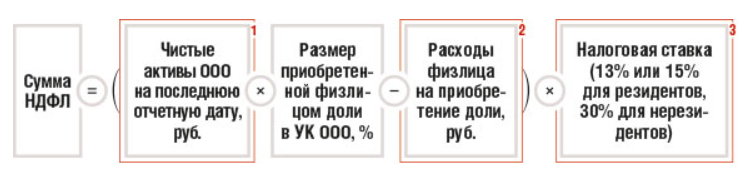 Сумма
НДФЛ
=
(
1
Чистые
активы ООО
на последнюю
отчетную дату,
руб.
×
Размер
приобретен-
ной физли-
цом доли
в УК ООО, %
–
2
Расходы
физлица
на приобре-
тение доли,
руб.
)
×
3
Налоговая ставка
(13% или 15%
для резидентов,
30% для нерези-
дентов)